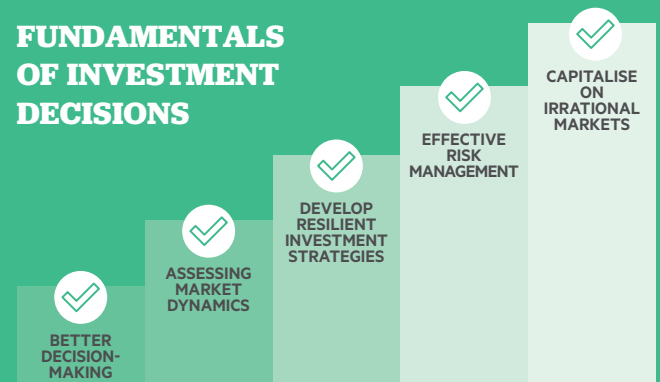 FUNDAMENTALS
OF INVESTMENT
DECISIONS
BETTER
DECISION-
MAKING
ASSESSING
MARKET
DYNAMICS
DEVELOP
RESILIENT
INVESTMENT
STRATEGIES
EFFECTIVE
RISK
MANAGEMENT
CAPITALISE
ON
IRRATIONAL
MARKETS